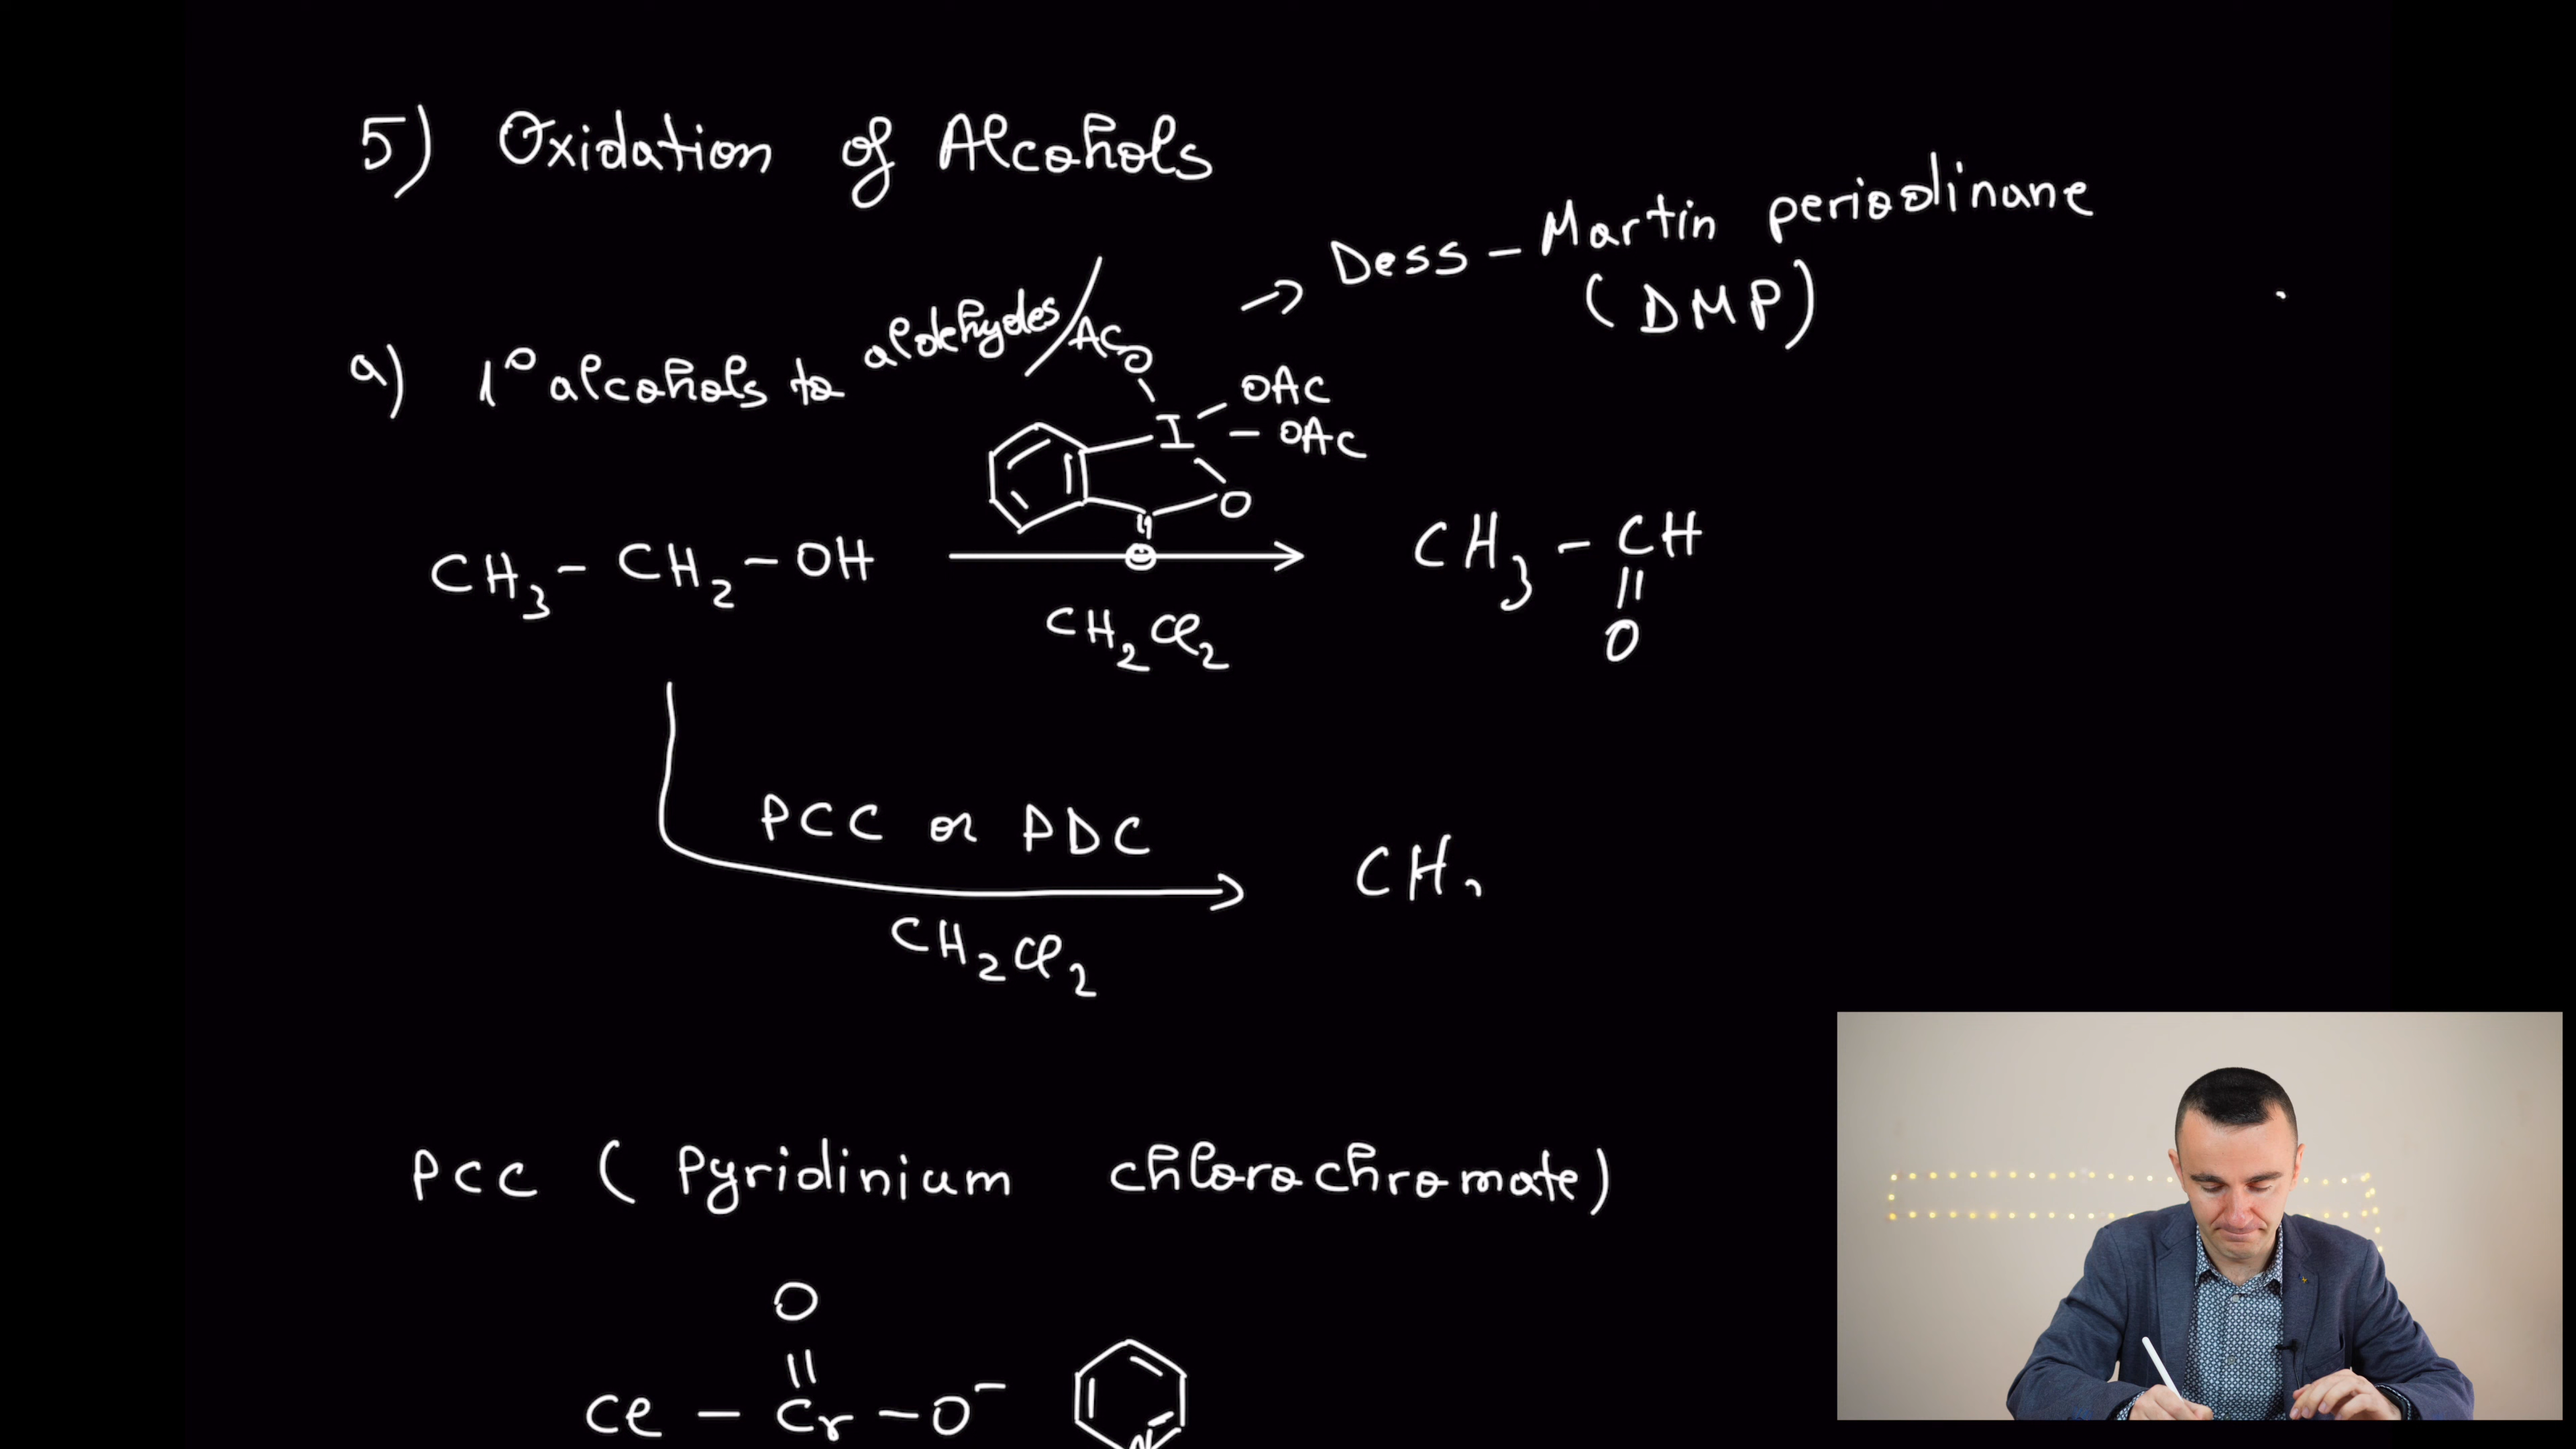 5) Oxidation of Alcohols
→ Dess - Martin periodinane
(DMP)
a) 1° alcohols to aldehydes/
AcO
OAc
I - OAc
O
O
CH3 - CH2 - OH
CH2Cl2
CH3 - CH
O
PCC or PDC
CH2Cl2
CH
PCC ( Pyridinium chlorochromate)
O
Cl - Cr - O⁻
N